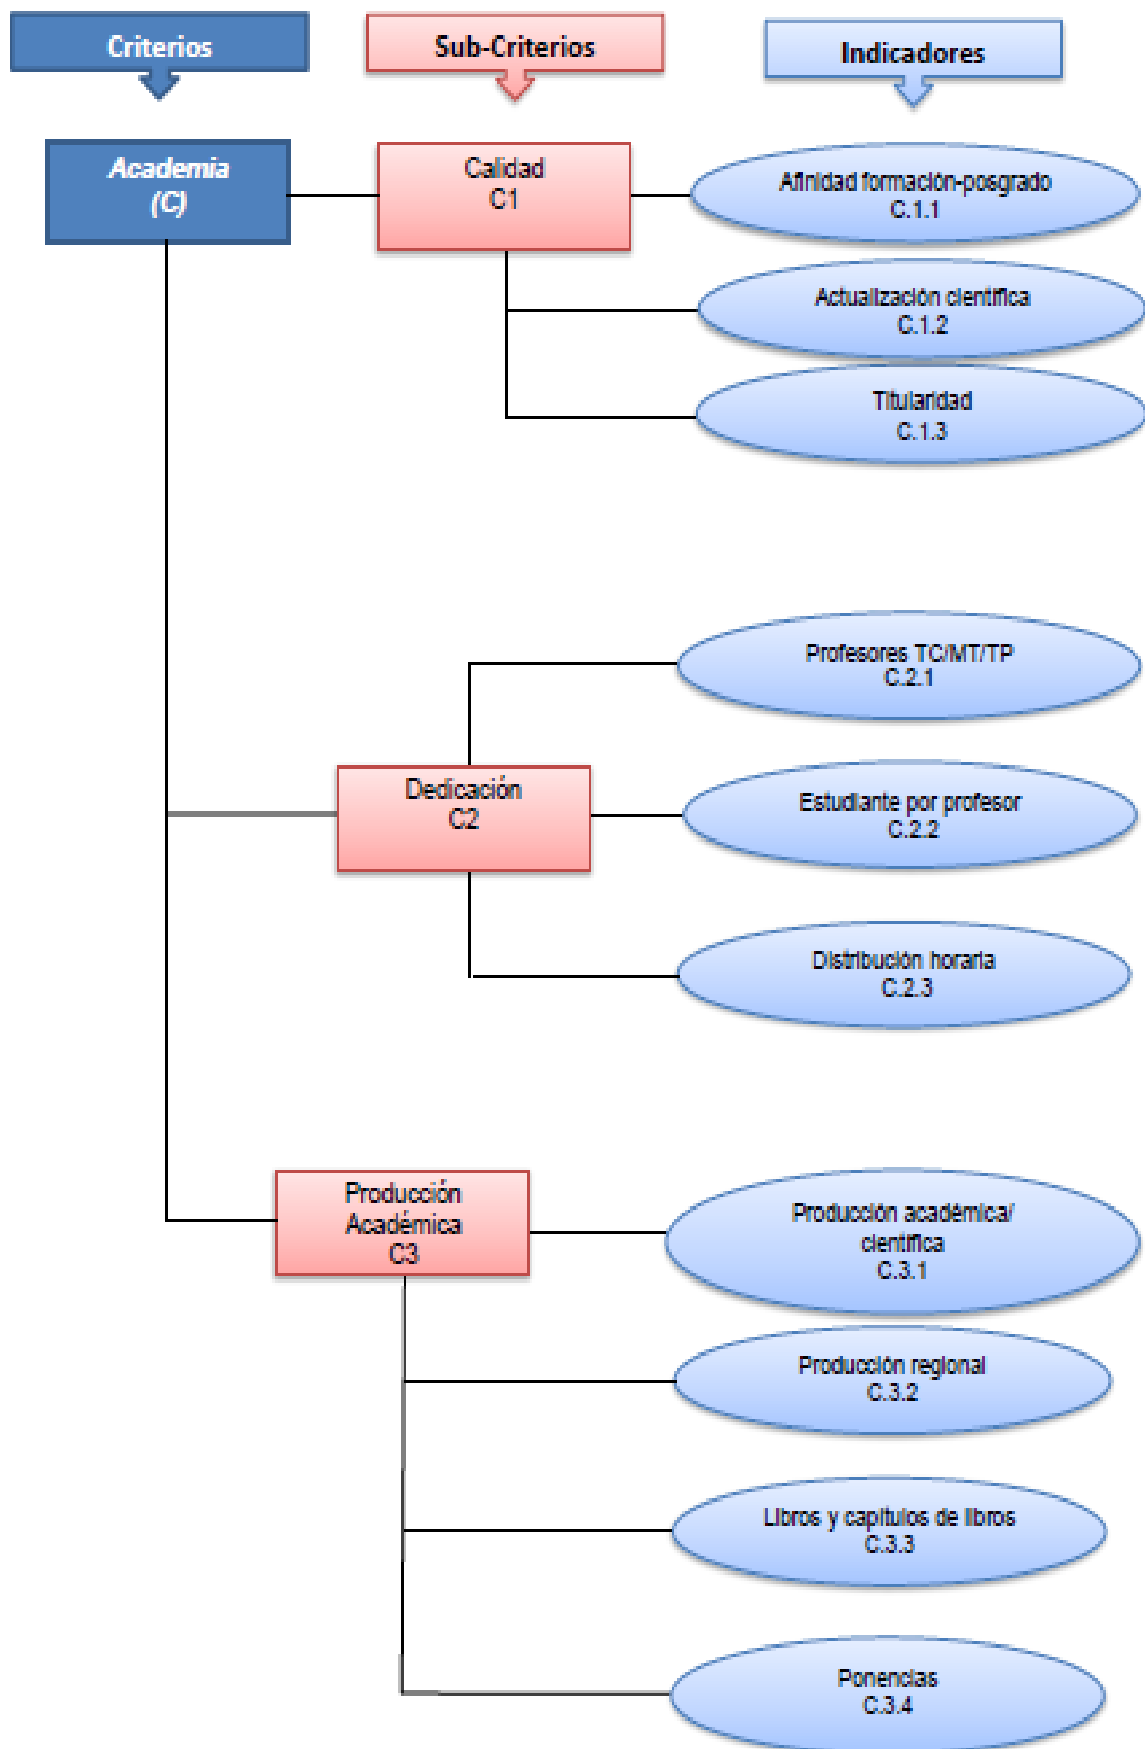 Criterios
Sub-Criterios
Indicadores
Academia
(C)
Calidad
C1
Afinidad formación-posgrado
C.1.1
Actualización científica
C.1.2
Titularidad
C.1.3
Profesores TC/MT/TP
C.2.1
Dedicación
C2
Estudiante por profesor
C.2.2
Distribución horaria
C.2.3
Producción
Académica
C3
Producción académica/
científica
C.3.1
Producción regional
C.3.2
Libros y capítulos de libros
C.3.3
Ponencias
C.3.4